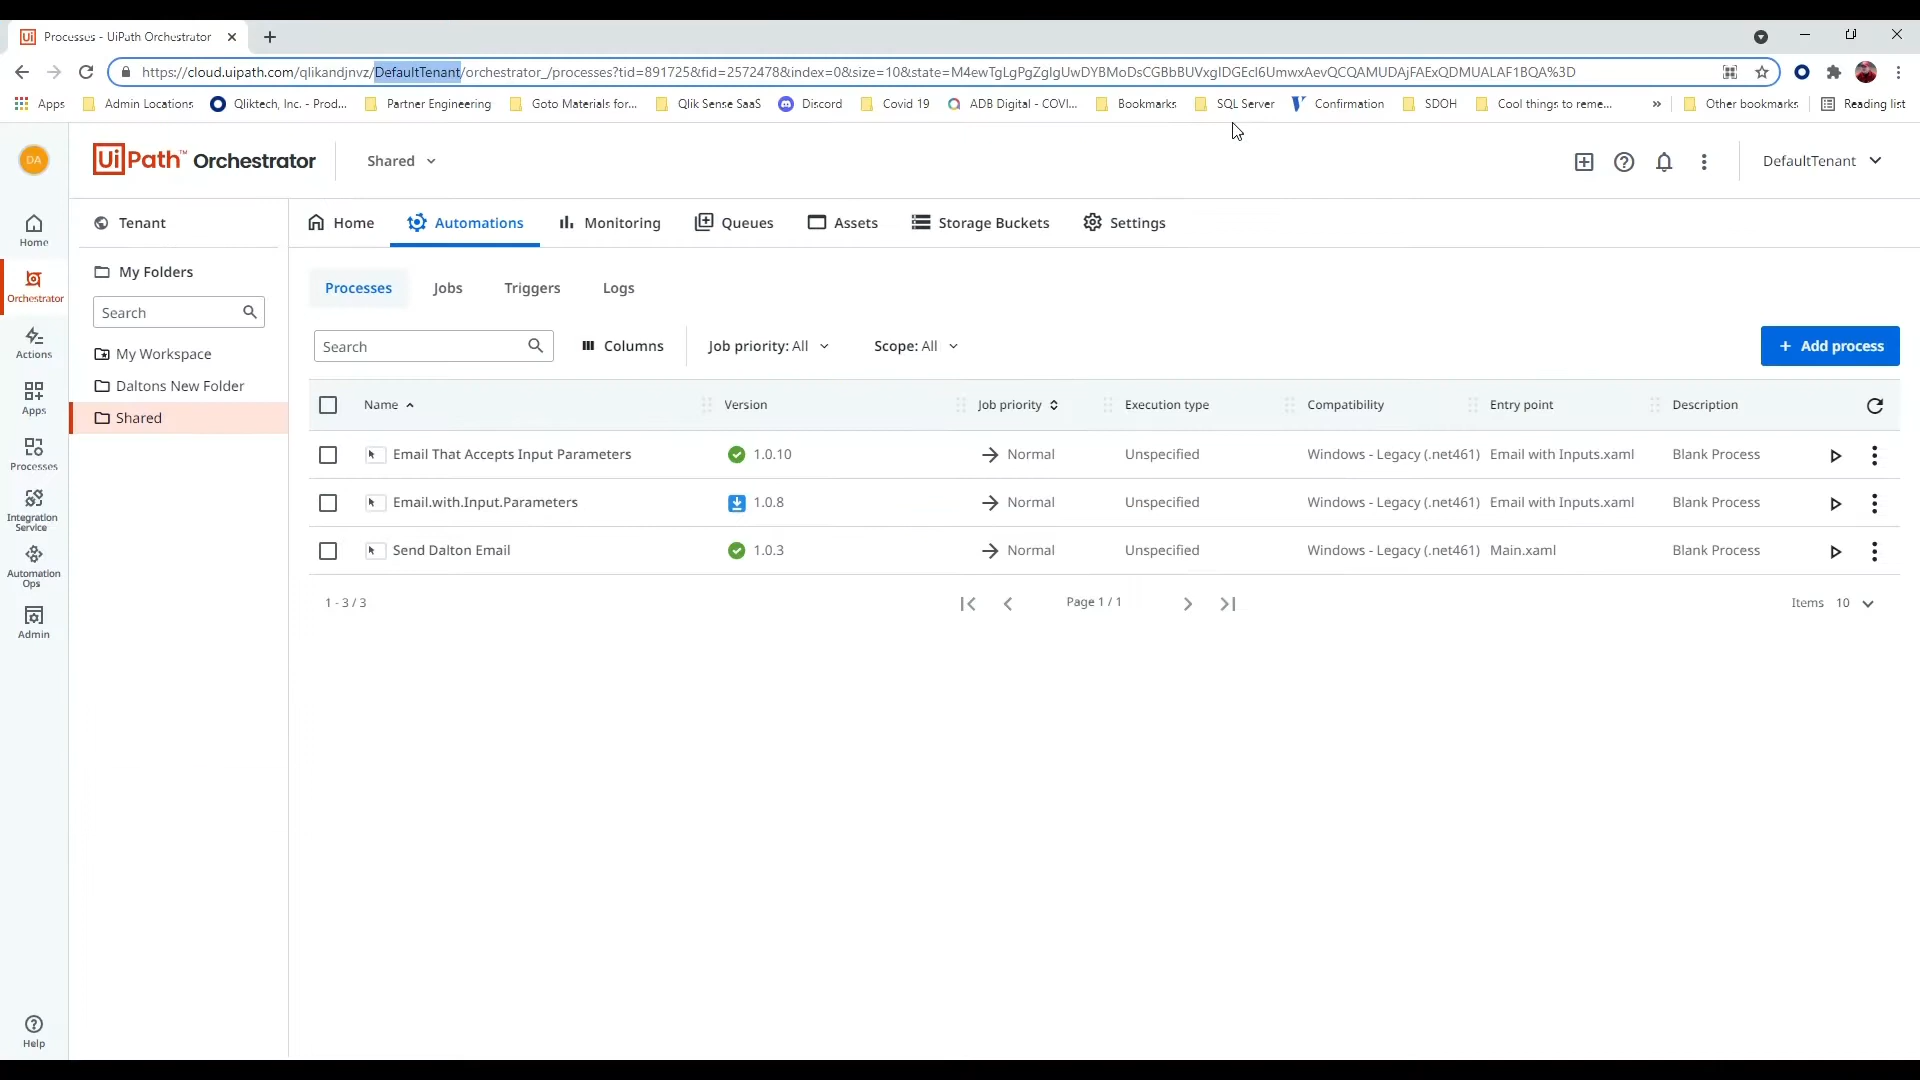 Processes - UiPath Orchestrator
https://cloud.uipath.com/qlikandjnvz/DefaultTenant/orchestrator_/processes?tid=891725&fid=2572478&index=0&size=10&state=M4ewTgLgPgZglgUwDYBMoDsCGBbBUVxglDGEcl6UmwxAevQCQAMUDAjFAExQDMUALAF1BQA%3D
Apps Admin Locations Qliktech, Inc. - Prod... Partner Engineering Goto Materials for... Qlik Sense SaaS Discord Covid 19 ADB Digital - COVI... Bookmarks SQL Server Confirmation SDOH Cool things to reme... » Other bookmarks Reading list
DA
UiPath™ Orchestrator
Shared
DefaultTenant
Home
Orchestrator
Actions
Apps
Processes
Integration
Service
Automation
Ops
Admin
Help
Tenant
My Folders
Search
My Workspace
Daltons New Folder
Shared
Home Automations Monitoring Queues Assets Storage Buckets Settings
Processes Jobs Triggers Logs
Search Columns Job priority: All Scope: All + Add process
Name Version Job priority Execution type Compatibility Entry point Description
Email That Accepts Input Parameters 1.0.10 Normal Unspecified Windows - Legacy (.net461) Email with Inputs.xaml Blank Process
Email.with.Input.Parameters 1.0.8 Normal Unspecified Windows - Legacy (.net461) Email with Inputs.xaml Blank Process
Send Dalton Email 1.0.3 Normal Unspecified Windows - Legacy (.net461) Main.xaml Blank Process
1 - 3 / 3 Page 1 / 1 Items 10